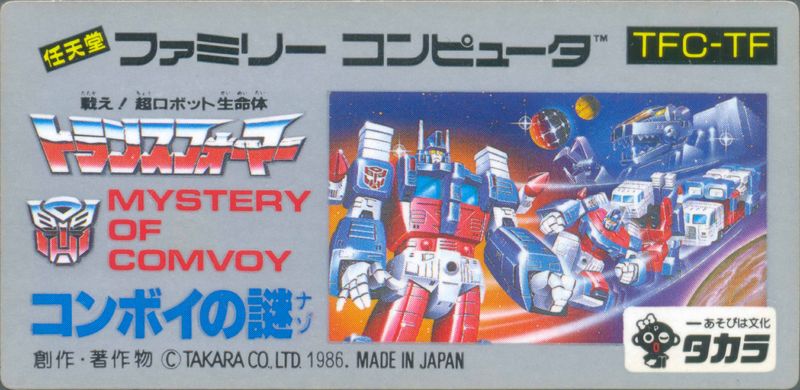 任天堂 ファミリー コンピュータ™
TFC-TF
戦え!超ロボット生命体
トランスフォーマー
MYSTERY
OF
COMVOY
コンボイの謎
ナゾ
創作・著作物 ©TAKARA CO., LTD. 1986. MADE IN JAPAN
一あそびは文化
タカラ